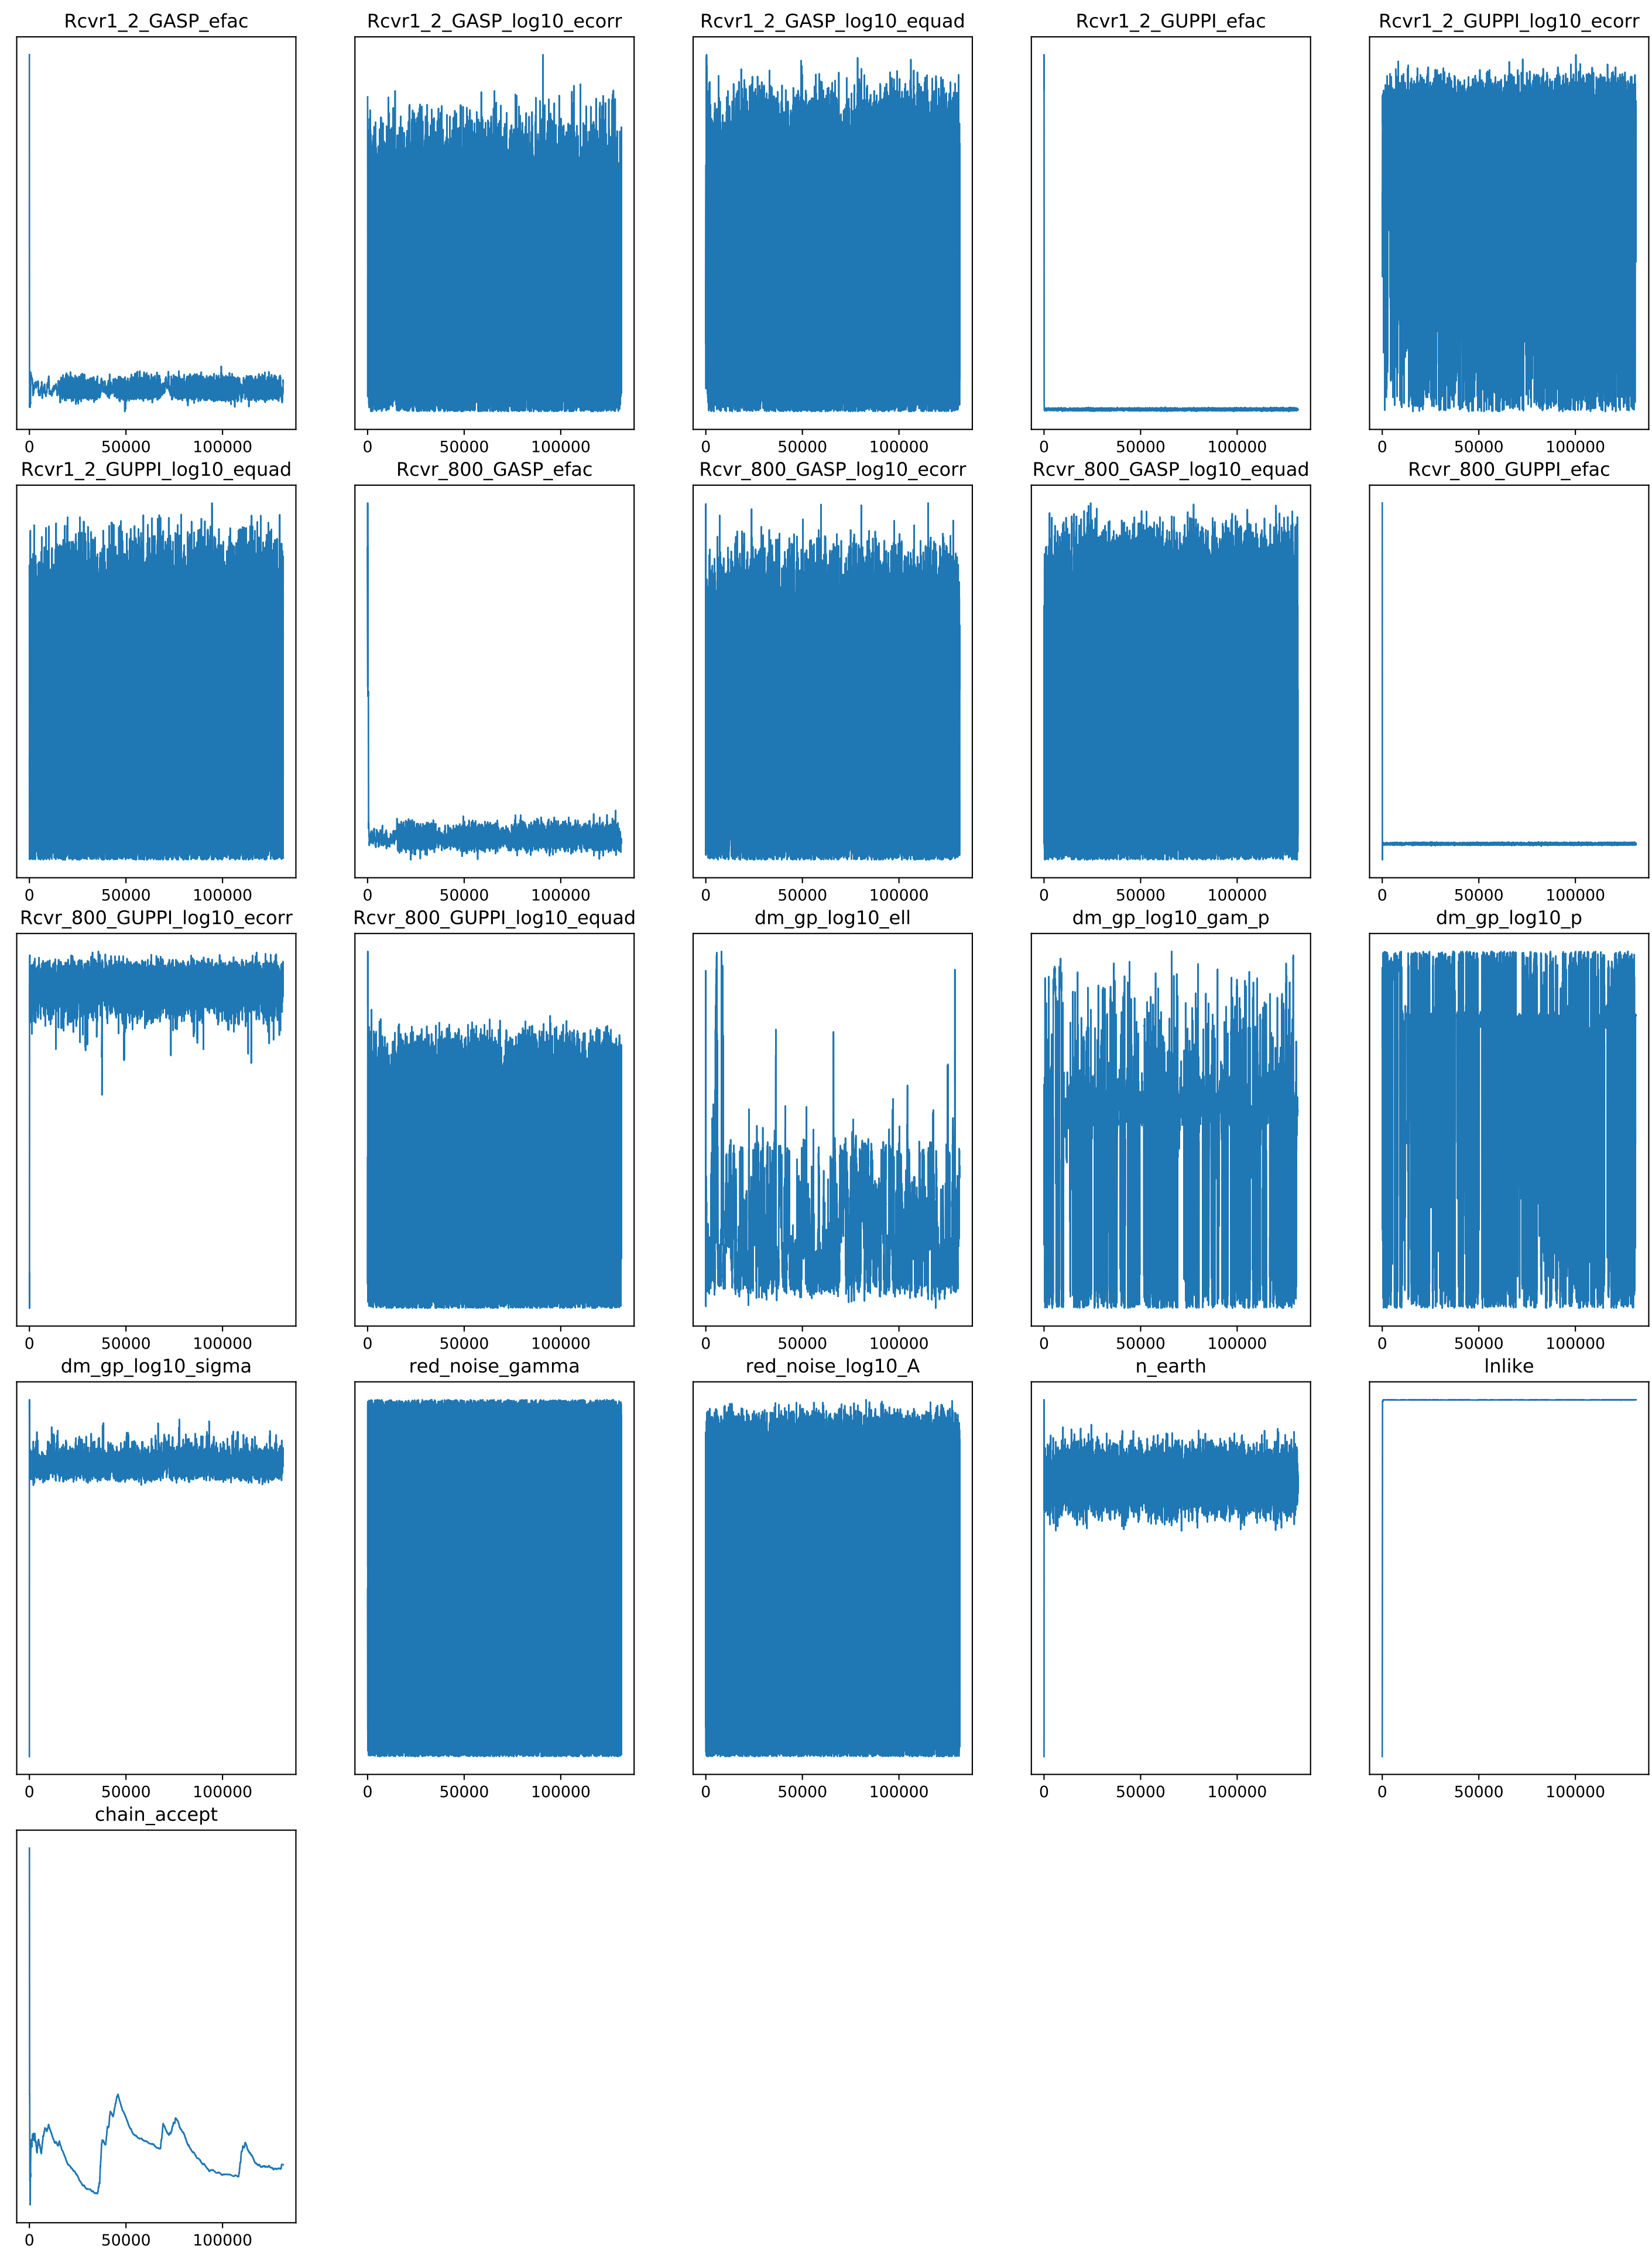 Rcvr1_2_GASP_efac Rcvr1_2_GASP_log10_ecorr Rcvr1_2_GASP_log10_equad Rcvr1_2_GUPPI_efac Rcvr1_2_GUPPI_log10_ecorr
0 50000 100000 0 50000 100000 0 50000 100000 0 50000 100000 0 50000 100000
Rcvr1_2_GUPPI_log10_equad Rcvr_800_GASP_efac Rcvr_800_GASP_log10_ecorr Rcvr_800_GASP_log10_equad Rcvr_800_GUPPI_efac
0 50000 100000 0 50000 100000 0 50000 100000 0 50000 100000 0 50000 100000
Rcvr_800_GUPPI_log10_ecorr Rcvr_800_GUPPI_log10_equad dm_gp_log10_ell dm_gp_log10_gam_p dm_gp_log10_p
0 50000 100000 0 50000 100000 0 50000 100000 0 50000 100000 0 50000 100000
dm_gp_log10_sigma red_noise_gamma red_noise_log10_A n_earth lnlike
0 50000 100000 0 50000 100000 0 50000 100000 0 50000 100000 0 50000 100000
chain_accept
0 50000 100000